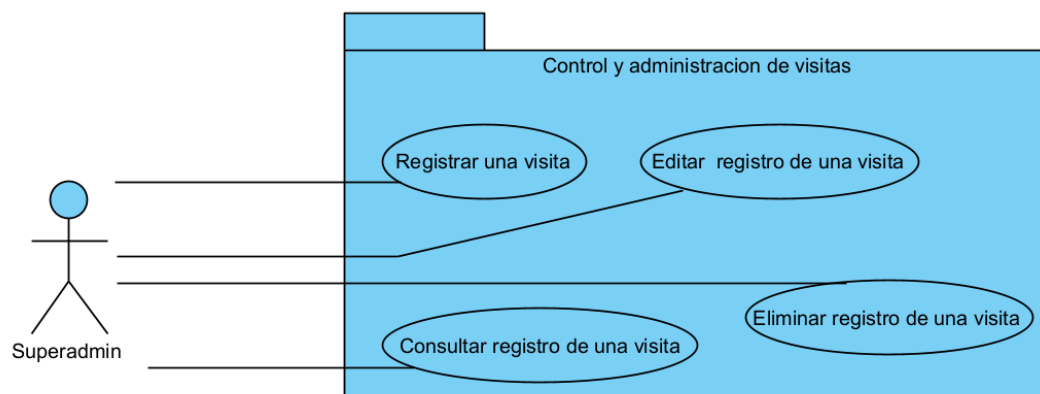 Control y administracion de visitas
Registrar una visita
Editar registro de una visita
Eliminar registro de una visita
Superadmin
Consultar registro de una visita